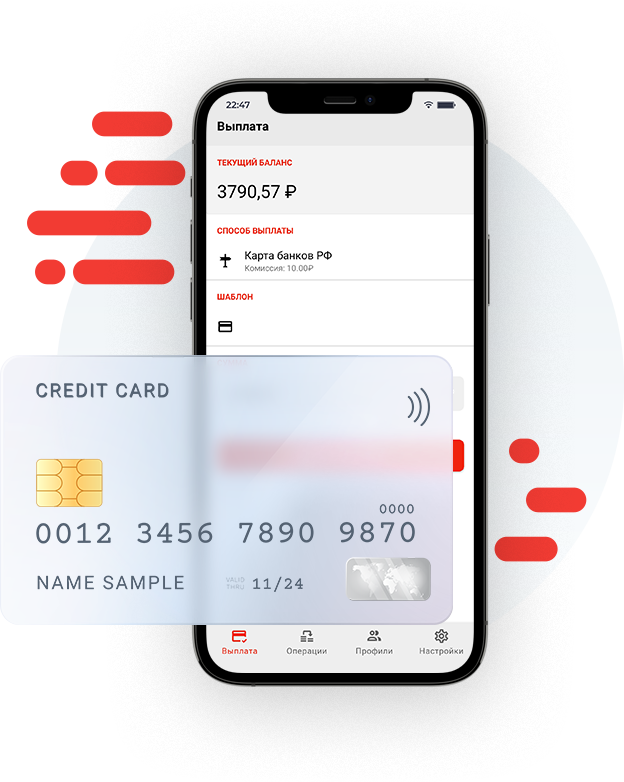 22:47
Выплата
ТЕКУЩИЙ БАЛАНС
3790,57 ₽
СПОСОБ ВЫПЛАТЫ
Карта банков РФ
Комиссия: 10.00₽
ШАБЛОН
CREDIT CARD
0000
0012 3456 7890 9870
NAME SAMPLE
VALID THRU 11/24
Выплата Операции Профили Настройки